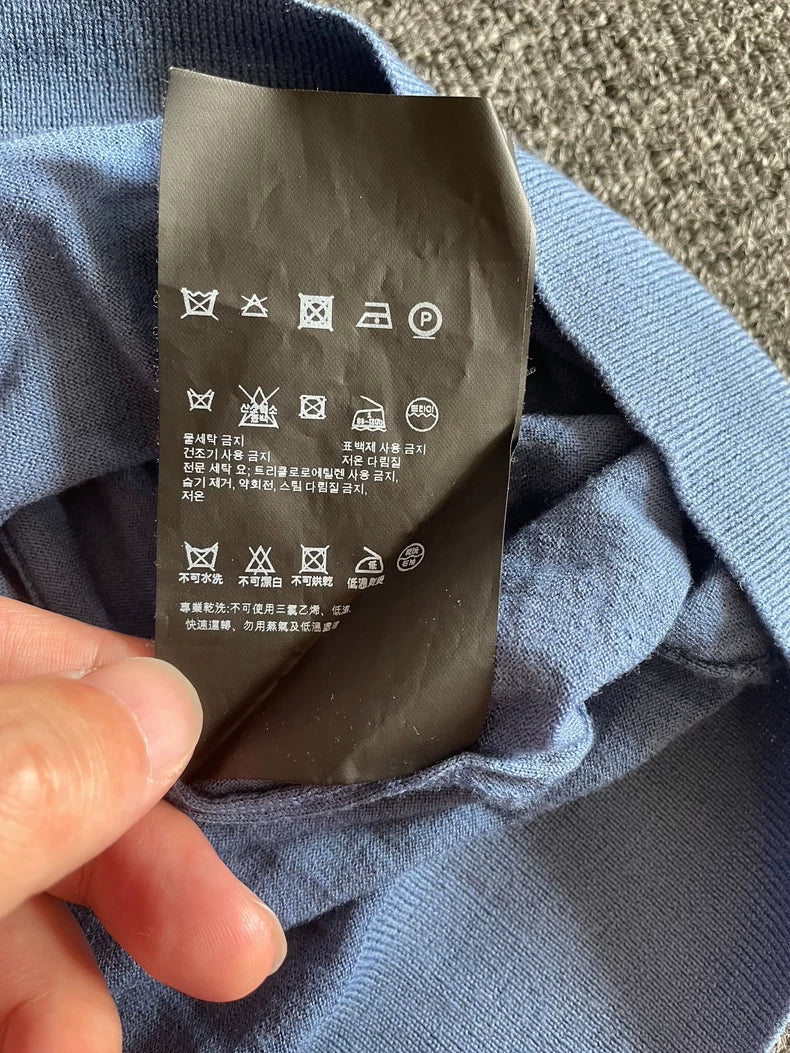 P
물세탁 금지 표백제 사용 금지
건조기 사용 금지 저온 다림질
전문 세탁 요; 트리클로로에틸렌 사용 금지,
습기 제거, 약회전, 스팀 다림질 금지,
저온
低
不可水洗 不可漂白 不可烘乾 低溫
專業乾洗:不可使用三氯乙烯、低濕、
快速運轉、勿用蒸氣及低溫處